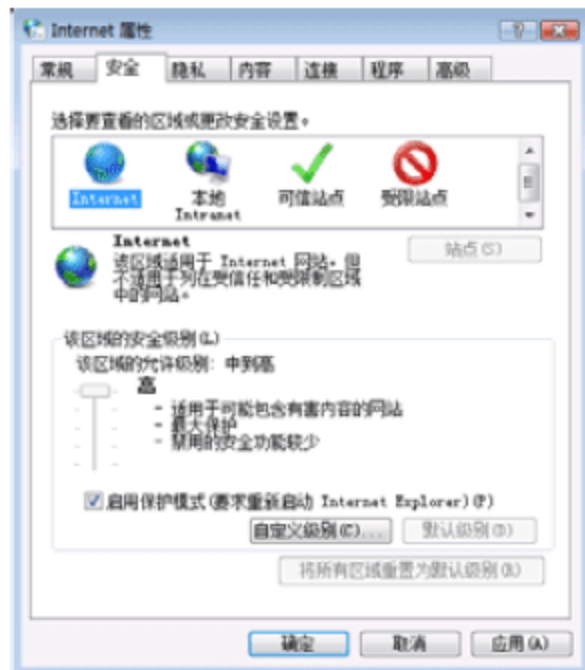 Internet 属性
常规 安全 隐私 内容 连接 程序 高级
选择要查看的区域或更改安全设置。
Internet 本地 Intranet 可信站点 受限站点
Internet
站点(S)
该区域适用于 Internet 网站。但
不适用于列在受信任和受限制区域
中的网站。
该区域的安全级别(L)
该区域的允许级别: 中到高
高
- 适用于可能包含有害内容的网站
- 最大保护
- 禁用的安全功能较少
启用保护模式(要求重新启动 Internet Explorer)(P)
自定义级别(C)... 默认级别(D)
将所有区域重置为默认级别(R)
确定 取消 应用(A)